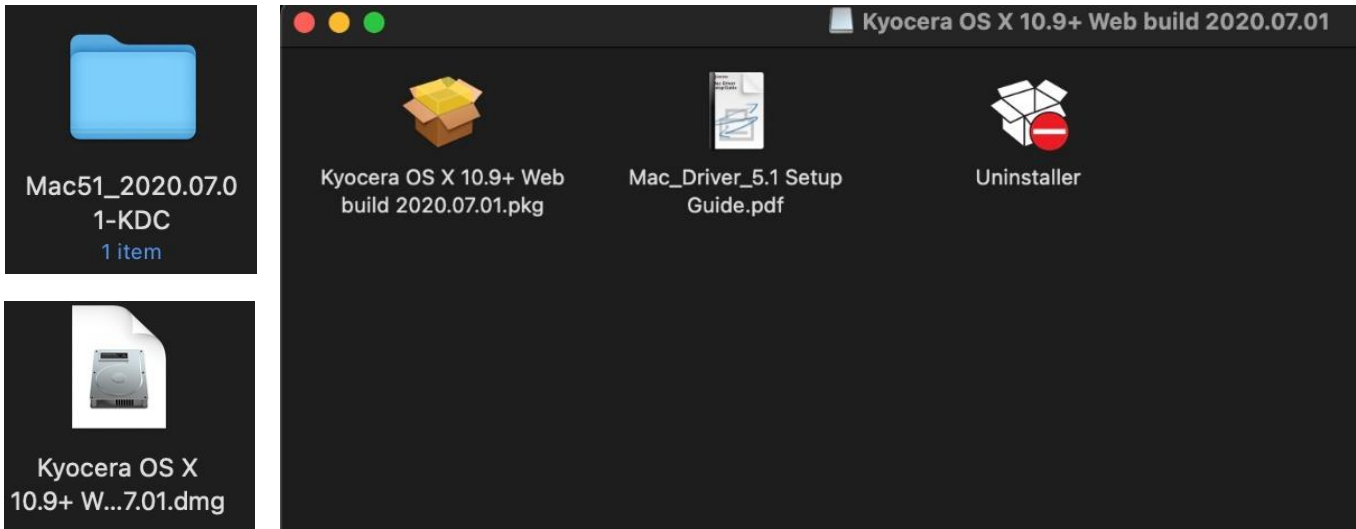 Mac51_2020.07.0
1-KDC
1 item
Kyocera OS X
10.9+ W...7.01.dmg
Kyocera OS X 10.9+ Web build 2020.07.01
Kyocera OS X 10.9+ Web
build 2020.07.01.pkg
Mac_Driver_5.1 Setup
Guide.pdf
Uninstaller